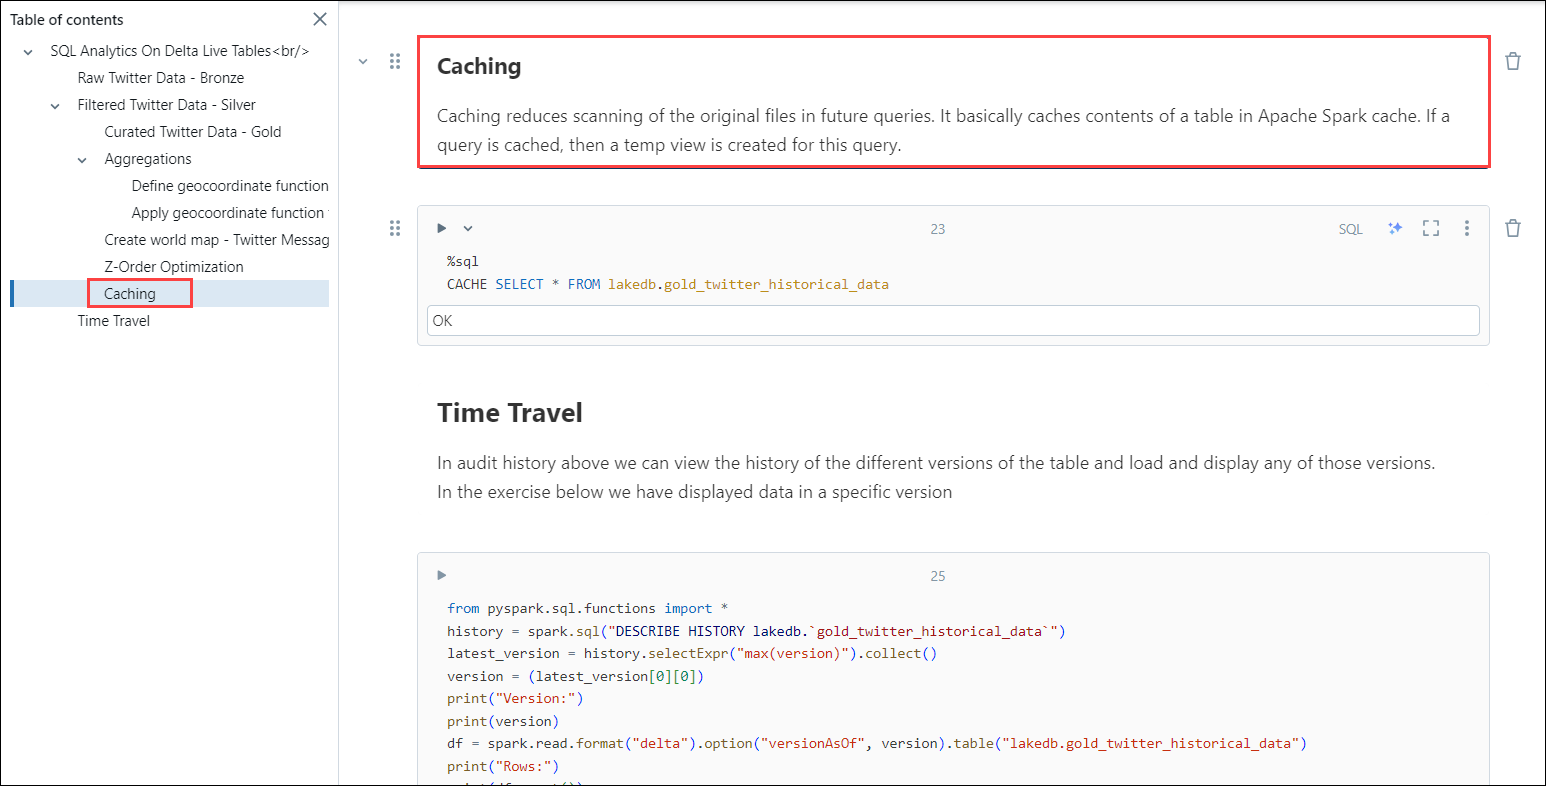 Table of contents
SQL Analytics On Delta Live Tables<br/>
Raw Twitter Data - Bronze
Filtered Twitter Data - Silver
Curated Twitter Data - Gold
Aggregations
Define geocoordinate function
Apply geocoordinate function
Create world map - Twitter Messag
Z-Order Optimization
Caching
Time Travel
Caching
Caching reduces scanning of the original files in future queries. It basically caches contents of a table in Apache Spark cache. If a
query is cached, then a temp view is created for this query.
23
SQL
%sql
CACHE SELECT * FROM lakedb.gold_twitter_historical_data
OK
Time Travel
In audit history above we can view the history of the different versions of the table and load and display any of those versions.
In the exercise below we have displayed data in a specific version
25
from pyspark.sql.functions import *
history = spark.sql("DESCRIBE HISTORY lakedb.`gold_twitter_historical_data`")
latest_version = history.selectExpr("max(version)").collect()
version = (latest_version[0][0])
print("Version:")
print(version)
df = spark.read.format("delta").option("versionAsOf", version).table("lakedb.gold_twitter_historical_data")
print("Rows:")